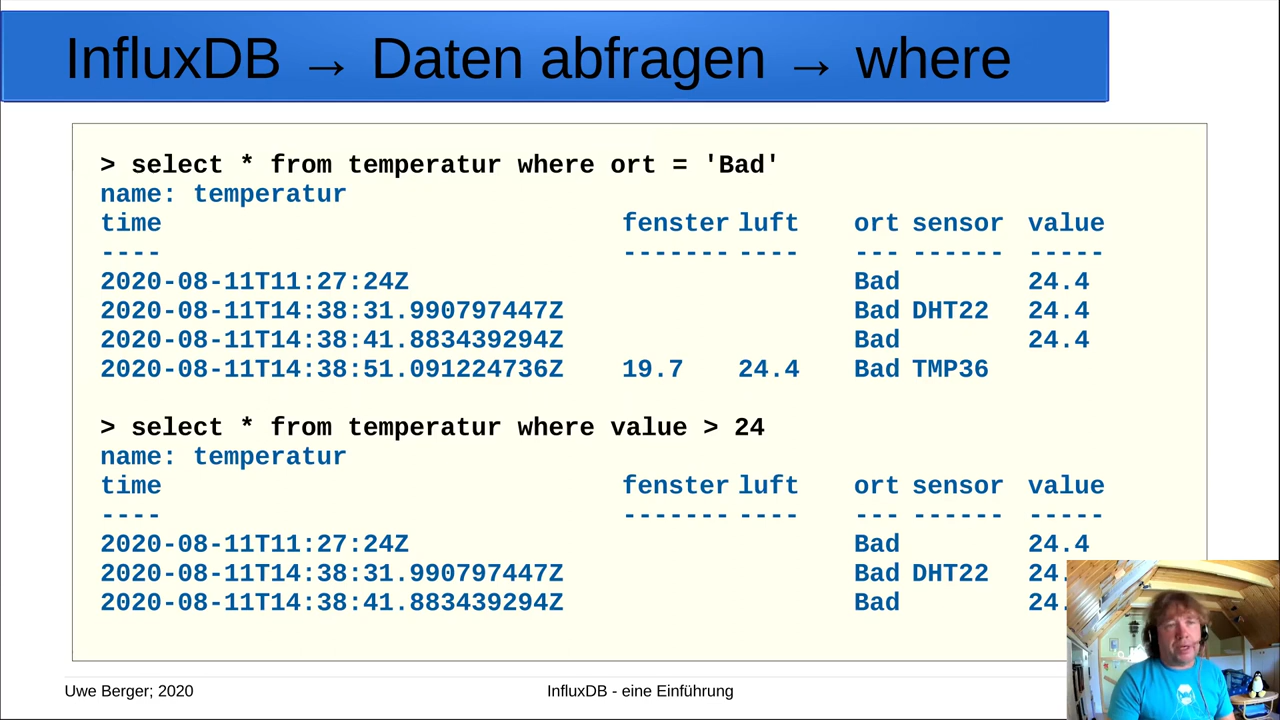 InfluxDB → Daten abfragen → where
> select * from temperatur where ort = 'Bad'
name: temperatur
time fenster luft ort sensor value
---- ------- ---- --- ------ -----
2020-08-11T11:27:24Z Bad 24.4
2020-08-11T14:38:31.990797447Z Bad DHT22 24.4
2020-08-11T14:38:41.883439294Z Bad 24.4
2020-08-11T14:38:51.091224736Z 19.7 24.4 Bad TMP36
> select * from temperatur where value > 24
name: temperatur
time fenster luft ort sensor value
---- ------- ---- --- ------ -----
2020-08-11T11:27:24Z Bad 24.4
2020-08-11T14:38:31.990797447Z Bad DHT22 24.
2020-08-11T14:38:41.883439294Z Bad 24.
Uwe Berger; 2020 InfluxDB - eine Einführung